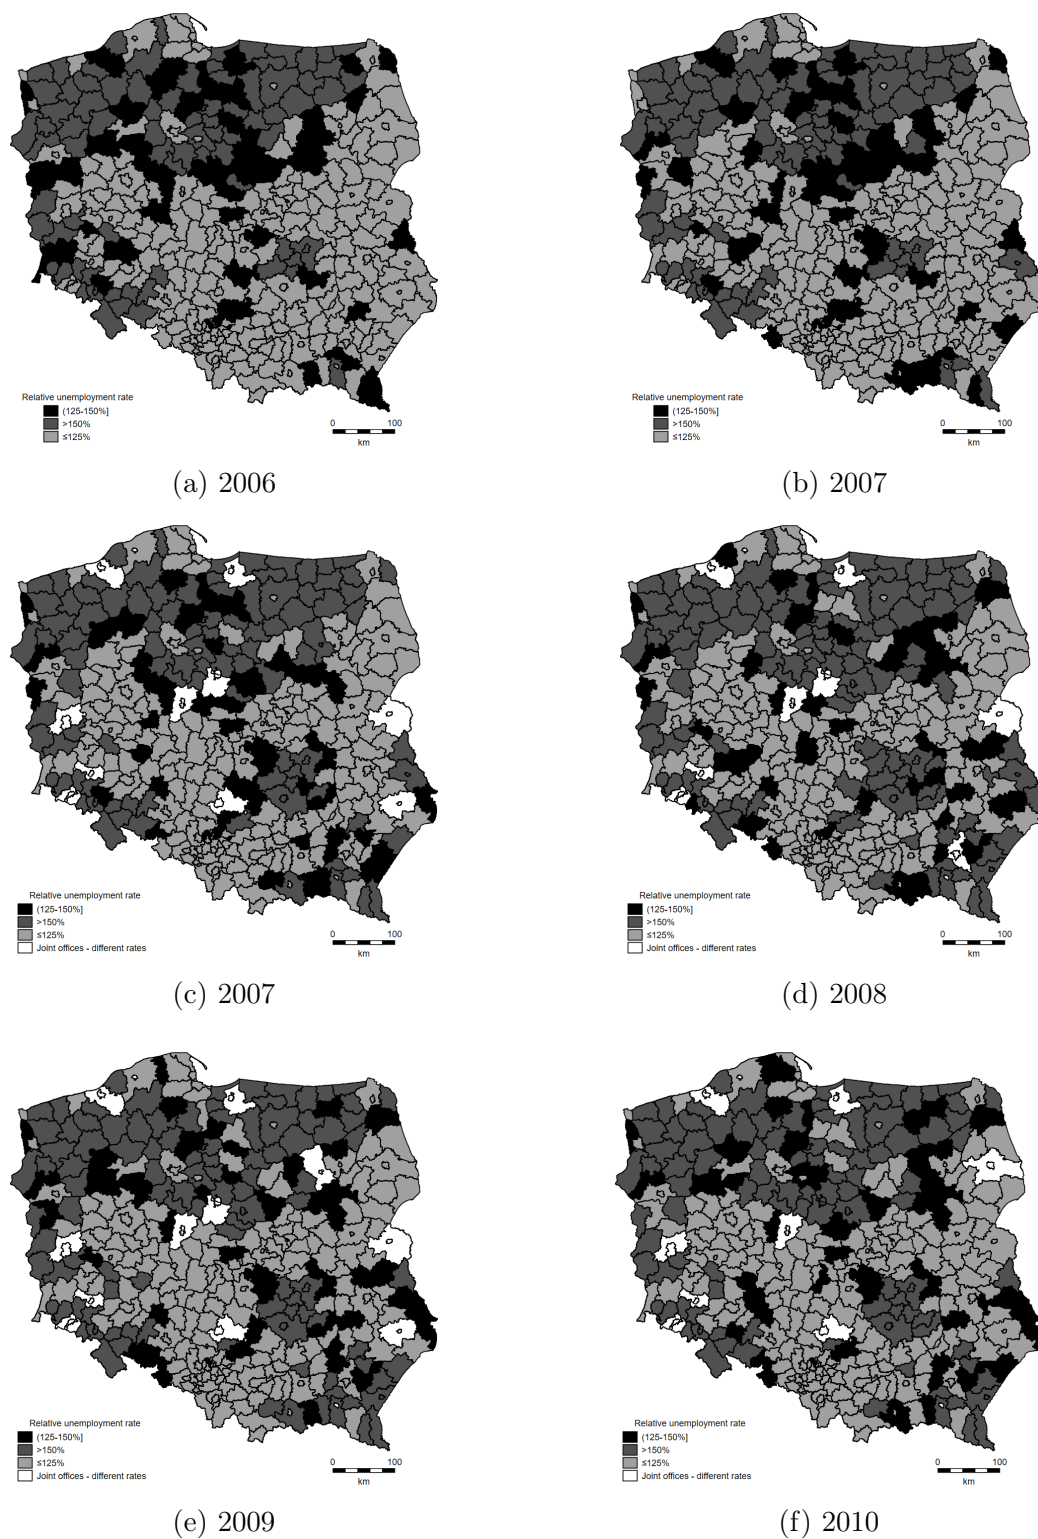 Relative unemployment rate
(125-150%]
>150%
≤125%
0 100
km
(a) 2006
Relative unemployment rate
(125-150%]
>150%
≤125%
0 100
km
(b) 2007
Relative unemployment rate
(125-150%]
>150%
≤125%
Joint offices - different rates
0 100
km
(c) 2007
Relative unemployment rate
(125-150%]
>150%
≤125%
Joint offices - different rates
0 100
km
(d) 2008
Relative unemployment rate
(125-150%]
>150%
≤125%
Joint offices - different rates
0 100
km
(e) 2009
Relative unemployment rate
(125-150%]
>150%
≤125%
Joint offices - different rates
0 100
km
(f) 2010